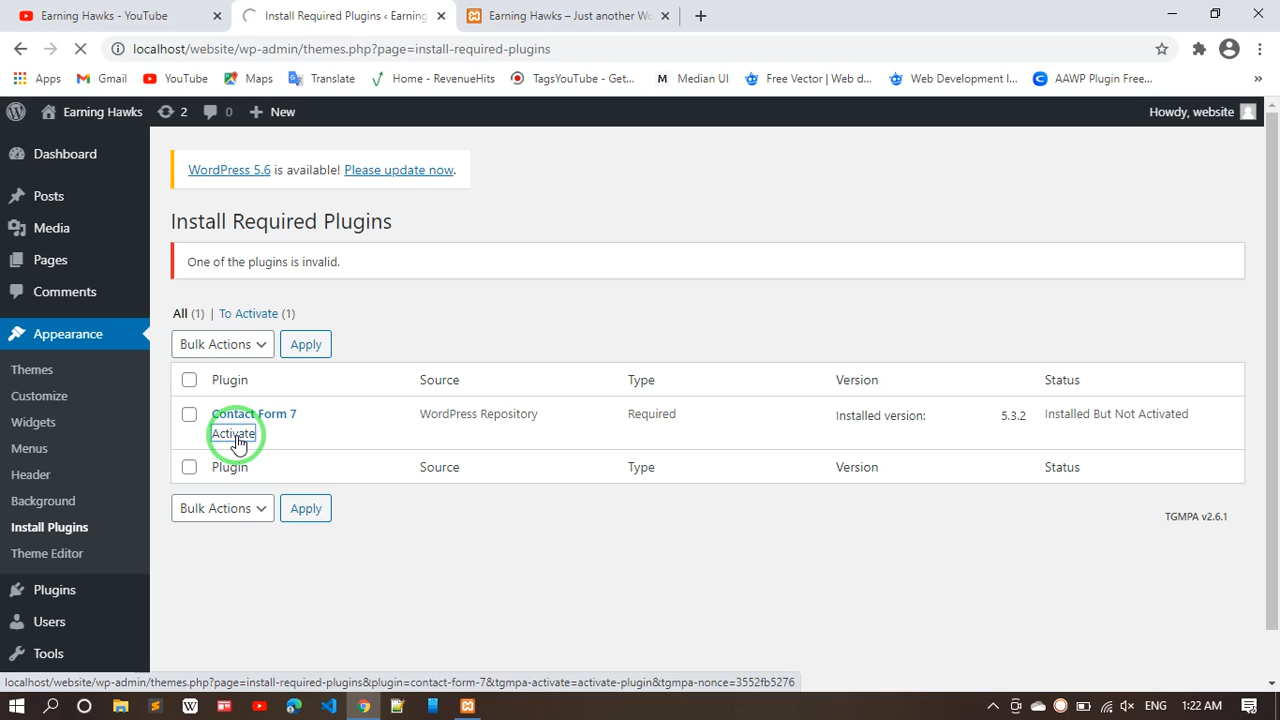 Earning Hawks - YouTube
Install Required Plugins ‹ Earning
Earning Hawks – Just another Wo
localhost/website/wp-admin/themes.php?page=install-required-plugins
Apps
Gmail
YouTube
Maps
Translate
Home - RevenueHits
TagsYouTube - Get...
Median UI
Free Vector | Web d...
Web Development I...
AAWP Plugin Free...
»
Earning Hawks
2
0
New
Howdy, website
Dashboard
Posts
Media
Pages
Comments
Appearance
Themes
Customize
Widgets
Menus
Header
Background
Install Plugins
Theme Editor
Plugins
Users
Tools
WordPress 5.6 is available! Please update now.
Install Required Plugins
One of the plugins is invalid.
All (1) | To Activate (1)
Bulk Actions Apply
Plugin Source Type Version Status
Contact Form 7 WordPress Repository Required Installed version: 5.3.2 Installed But Not Activated
Activate
Plugin Source Type Version Status
Bulk Actions Apply
TGMPA v2.6.1
localhost/website/wp-admin/themes.php?page=install-required-plugins&plugin=contact-form-7&tgmpa-activate=activate-plugin&tgmpa-nonce=3552fb5276
ENG 1:22 AM